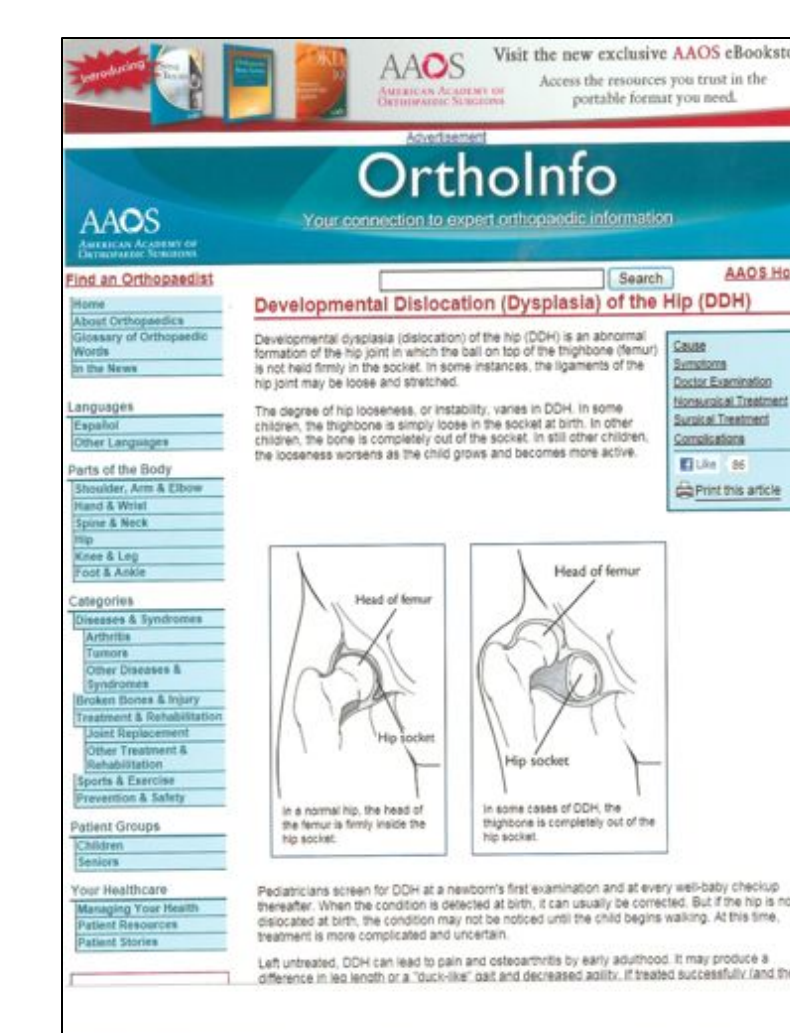 Introducing
AAOS
AMERICAN ACADEMY OF
ORTHOPAEDIC SURGEONS
Visit the new exclusive AAOS eBooksto
Access the resources you trust in the
portable format you need.
Advertisement
OrthoInfo
Your connection to expert orthopaedic information
AAOS
AMERICAN ACADEMY OF
ORTHOPAEDIC SURGEONS
Find an Orthopaedist
Search
AAOS Ho
Home
About Orthopaedics
Glossary of Orthopaedic
Words
In the News
Languages
Español
Other Languages
Parts of the Body
Shoulder, Arm & Elbow
Hand & Wrist
Spine & Neck
Hip
Knee & Leg
Foot & Ankle
Categories
Diseases & Syndromes
Arthritis
Tumors
Other Diseases &
Syndromes
Broken Bones & Injury
Treatment & Rehabilitation
Joint Replacement
Other Treatment &
Rehabilitation
Sports & Exercise
Prevention & Safety
Patient Groups
Children
Seniors
Your Healthcare
Managing Your Health
Patient Resources
Patient Stories
Developmental Dislocation (Dysplasia) of the Hip (DDH)
Developmental dysplasia (dislocation) of the hip (DDH) is an abnormal
formation of the hip joint in which the ball on top of the thighbone (femur)
is not held firmly in the socket. In some instances, the ligaments of the
hip joint may be loose and stretched.
The degree of hip looseness, or instability, varies in DDH. In some
children, the thighbone is simply loose in the socket at birth. In other
children, the bone is completely out of the socket. In still other children,
the looseness worsens as the child grows and becomes more active.
Cause
Symptoms
Doctor Examination
Nonsurgical Treatment
Surgical Treatment
Complications
Like 86
Print this article
Head of femur
Hip socket
In a normal hip, the head of
the femur is firmly inside the
hip socket.
Head of femur
Hip socket
In some cases of DDH, the
thighbone is completely out of the
hip socket.
Pediatricians screen for DDH at a newborn's first examination and at every well-baby checkup
thereafter. When the condition is detected at birth, it can usually be corrected. But if the hip is no
dislocated at birth, the condition may not be noticed until the child begins walking. At this time,
treatment is more complicated and uncertain.
Left untreated, DDH can lead to pain and osteoarthritis by early adulthood. It may produce a
difference in leg length or a "duck-like" gait and decreased agility. If treated successfully (and the